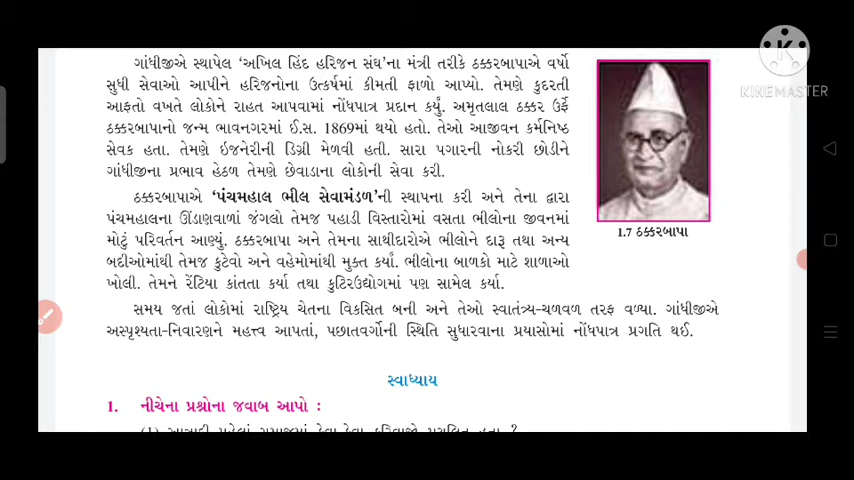 ગાંધીજીએ સ્થાપેલ ‘અખિલ હિંદ હરિજન સંઘ’ના મંત્રી તરીકે ઠક્કરબાપાએ વર્ષો
સુધી સેવાઓ આપીને હરિજનોના ઉત્કર્ષમાં કીમતી ફાળો આપ્યો. તેમણે કુદરતી
આફતો વખતે લોકોને રાહત આપવામાં નોંધપાત્ર પ્રદાન કર્યું. અમૃતલાલ ઠક્કર ઉર્ફે
ઠક્કરબાપાનો જન્મ ભાવનગરમાં ઈ.સ. 1869માં થયો હતો. તેઓ આજીવન કર્મનિષ્ઠ
સેવક હતા. તેમણે ઇજનેરીની ડિગ્રી મેળવી હતી. સારા પગારની નોકરી છોડીને
ગાંધીજીના પ્રભાવ હેઠળ તેમણે છેવાડાના લોકોની સેવા કરી.
ઠક્કરબાપાએ ‘પંચમહાલ ભીલ સેવામંડળ’ની સ્થાપના કરી અને તેના દ્વારા
પંચમહાલના ઊંડાણવાળાં જંગલો તેમજ પહાડી વિસ્તારોમાં વસતા ભીલોના જીવનમાં
મોટું પરિવર્તન આણ્યું. ઠક્કરબાપા અને તેમના સાથીદારોએ ભીલોને દારૂ તથા અન્ય
બદીઓમાંથી તેમજ કુટેવો અને વહેમોમાંથી મુક્ત કર્યાં. ભીલોના બાળકો માટે શાળાઓ
ખોલી. તેમને રેંટિયા કાંતતા કર્યા તથા કુટિરઉદ્યોગમાં પણ સામેલ કર્યા.
સમય જતાં લોકોમાં રાષ્ટ્રિય ચેતના વિકસિત બની અને તેઓ સ્વાતંત્ર્ય-ચળવળ તરફ વળ્યા. ગાંધીજીએ
અસ્પૃશ્યતા-નિવારણને મહત્ત્વ આપતાં, પછાતવર્ગોની સ્થિતિ સુધારવાના પ્રયાસોમાં નોંધપાત્ર પ્રગતિ થઈ.
1.7 ઠક્કરબાપા
સ્વાધ્યાય
1. નીચેના પ્રશ્નોના જવાબ આપો :
KINEMASTER